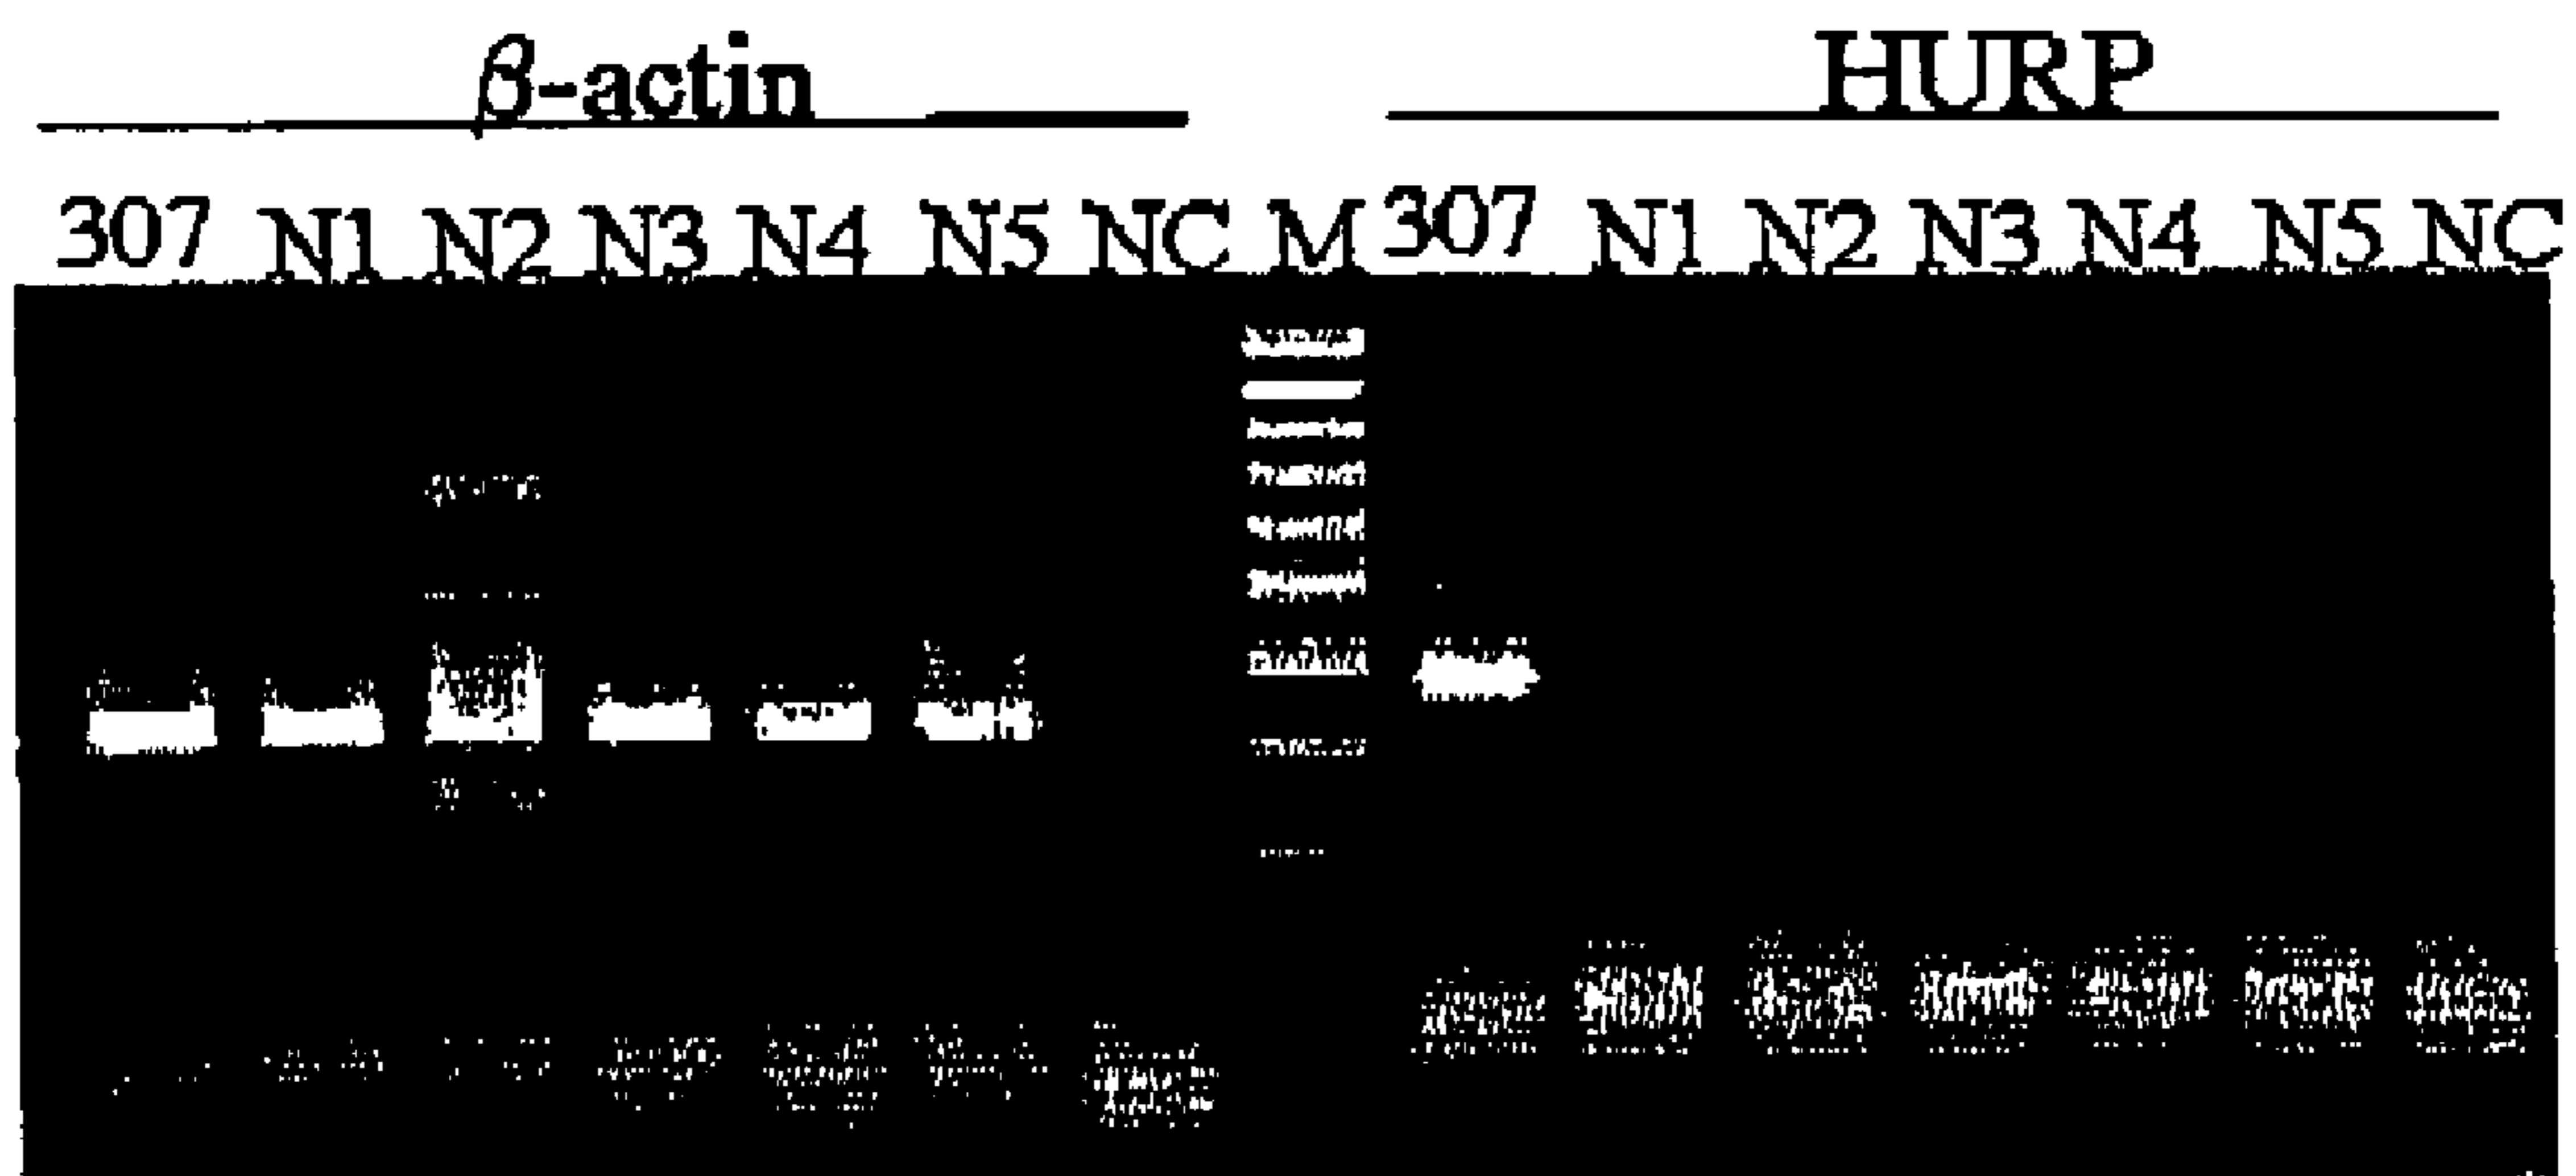 β-actin HURP
307 N1 N2 N3 N4 N5 NC M 307 N1 N2 N3 N4 N5 NC